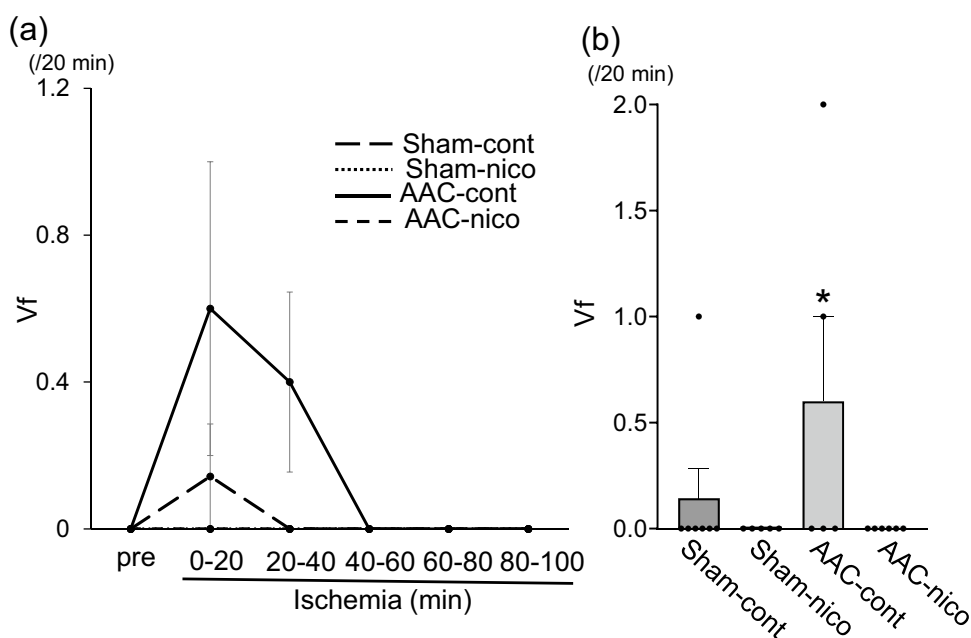 (a)
(/20 min)
1.2
0.8
0.4
0
Vf
Sham-cont
Sham-nico
AAC-cont
AAC-nico
pre 0-20 20-40 40-60 60-80 80-100
Ischemia (min)
(b)
(/20 min)
2.0
1.5
1.0
0.5
0.0
Vf
*
Sham-cont
Sham-nico
AAC-cont
AAC-nico